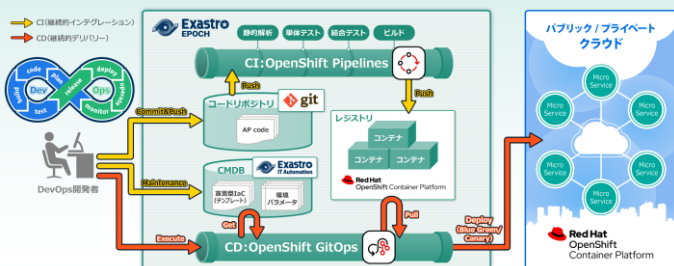 CI(継続的インテグレーション)
CD(継続的デリバリー)
Exastro
EPOCH
静的解析
単体テスト
結合テスト
ビルド
CI:OpenShift Pipelines
パブリック / プライベート
クラウド
code
plan
build
test
Dev
release
deploy
Ops
operate
monitor
DevOps開発者
Commit&Push
Maintenance
Execute
Push
コードリポジトリ
git
AP code
CMDB
Exastro
IT Automation
宣言型IaC
(テンプレート)
環境
パラメータ
Get
Push
レジストリ
コンテナ
コンテナ
コンテナ
Red Hat
OpenShift Container Platform
Pull
CD:OpenShift GitOps
Deploy
(Blue Green/
Canary)
Micro
Service
Micro
Service
Micro
Service
Micro
Service
Micro
Service
Micro
Service
Red Hat
OpenShift
Container Platform